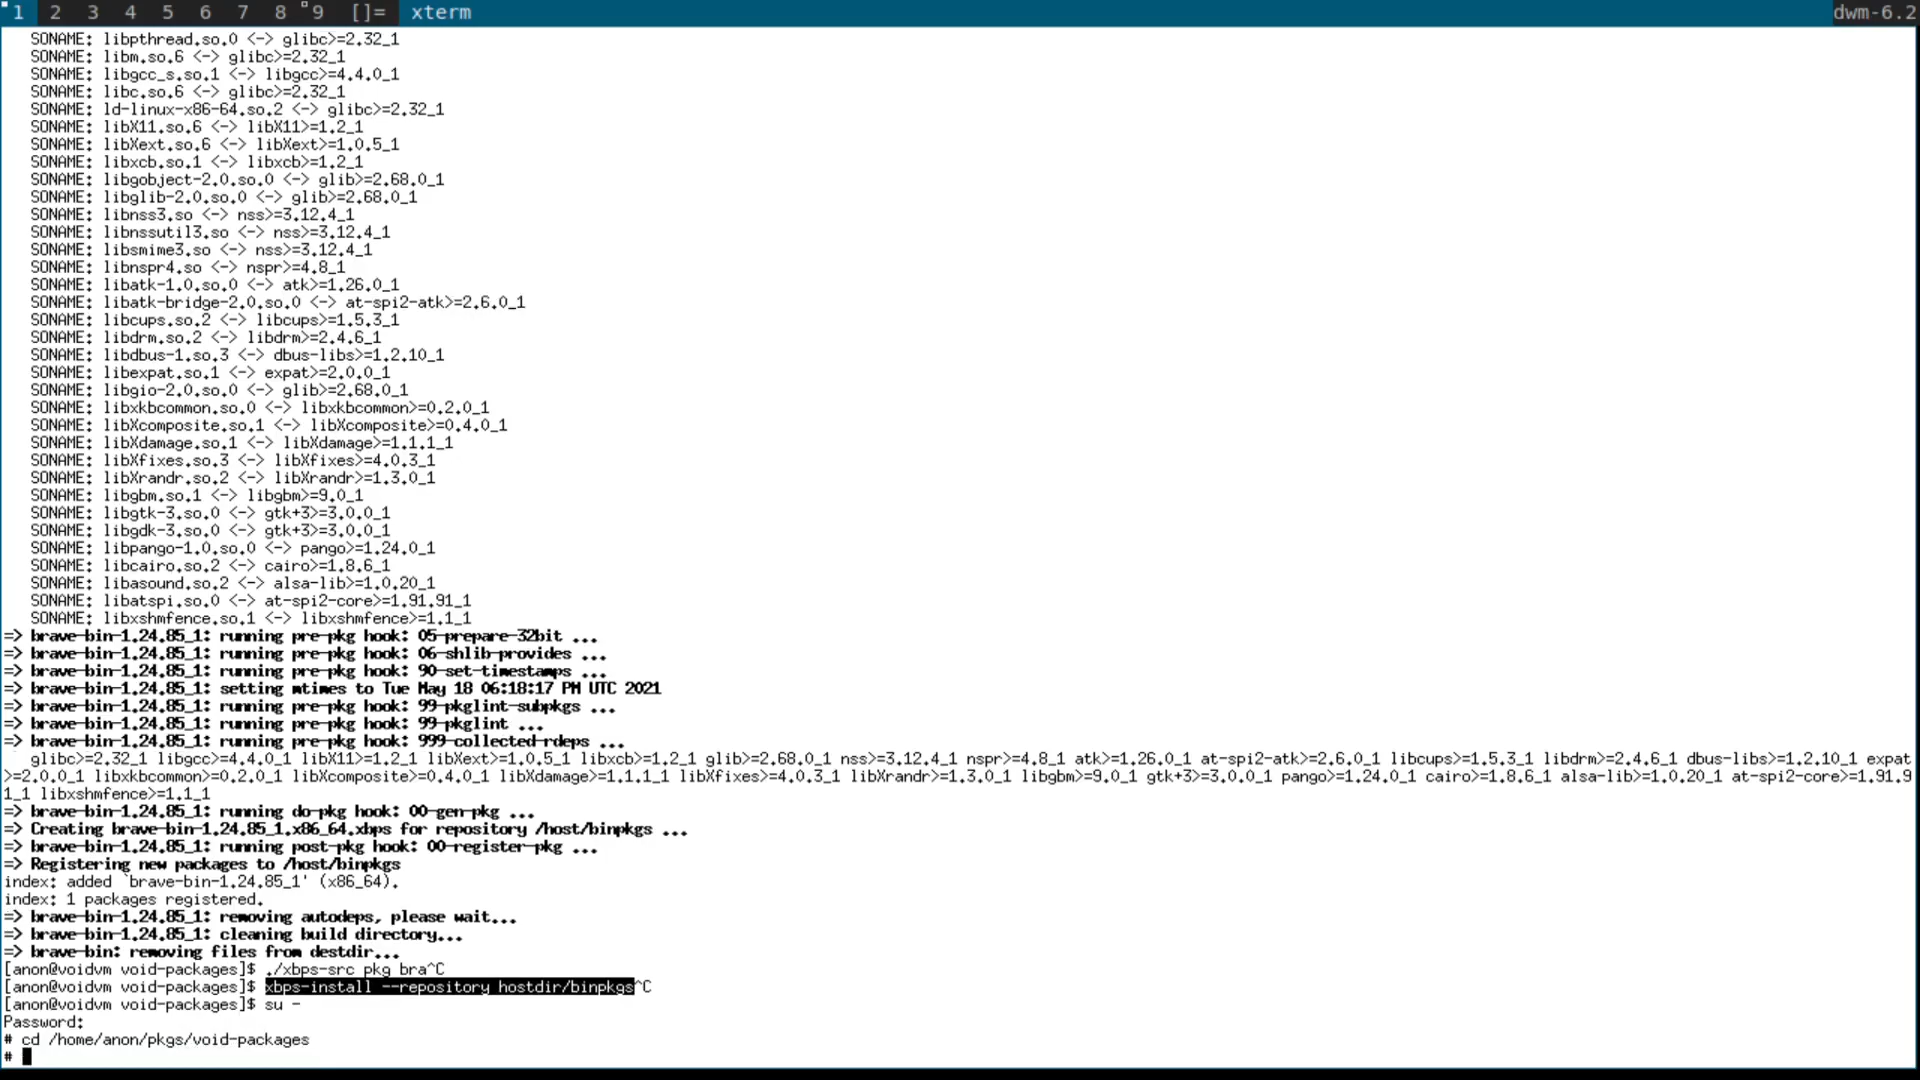 1 2 3 4 5 6 7 8 9 []= xterm dwm-6.2
SONAME: libpthread.so.0 <-> glibc>=2.32_1
SONAME: libm.so.6 <-> glibc>=2.32_1
SONAME: libgcc_s.so.1 <-> libgcc>=4.4.0_1
SONAME: libc.so.6 <-> glibc>=2.32_1
SONAME: ld-linux-x86-64.so.2 <-> glibc>=2.32_1
SONAME: libX11.so.6 <-> libX11>=1.2_1
SONAME: libXext.so.6 <-> libXext>=1.0.5_1
SONAME: libxcb.so.1 <-> libxcb>=1.2_1
SONAME: libgobject-2.0.so.0 <-> glib>=2.68.0_1
SONAME: libglib-2.0.so.0 <-> glib>=2.68.0_1
SONAME: libnss3.so <-> nss>=3.12.4_1
SONAME: libnssutil3.so <-> nss>=3.12.4_1
SONAME: libsmime3.so <-> nss>=3.12.4_1
SONAME: libnspr4.so <-> nspr>=4.8_1
SONAME: libatk-1.0.so.0 <-> atk>=1.26.0_1
SONAME: libatk-bridge-2.0.so.0 <-> at-spi2-atk>=2.6.0_1
SONAME: libcups.so.2 <-> libcups>=1.5.3_1
SONAME: libdrm.so.2 <-> libdrm>=2.4.6_1
SONAME: libdbus-1.so.3 <-> dbus-libs>=1.2.10_1
SONAME: libexpat.so.1 <-> expat>=2.0.0_1
SONAME: libgio-2.0.so.0 <-> glib>=2.68.0_1
SONAME: libxkbcommon.so.0 <-> libxkbcommon>=0.2.0_1
SONAME: libXcomposite.so.1 <-> libXcomposite>=0.4.0_1
SONAME: libXdamage.so.1 <-> libXdamage>=1.1.1_1
SONAME: libXfixes.so.3 <-> libXfixes>=4.0.3_1
SONAME: libXrandr.so.2 <-> libXrandr>=1.3.0_1
SONAME: libgbm.so.1 <-> libgbm>=9.0_1
SONAME: libgtk-3.so.0 <-> gtk+3>=3.0.0_1
SONAME: libgdk-3.so.0 <-> gtk+3>=3.0.0_1
SONAME: libpango-1.0.so.0 <-> pango>=1.24.0_1
SONAME: libcairo.so.2 <-> cairo>=1.8.6_1
SONAME: libasound.so.2 <-> alsa-lib>=1.0.20_1
SONAME: libatspi.so.0 <-> at-spi2-core>=1.91.91_1
SONAME: libxshmfence.so.1 <-> libxshmfence>=1.1_1
=> brave-bin-1.24.85_1: running pre-pkg hook: 05-prepare-32bit ...
=> brave-bin-1.24.85_1: running pre-pkg hook: 06-shlib-provides ...
=> brave-bin-1.24.85_1: running pre-pkg hook: 90-set-timestamps ...
=> brave-bin-1.24.85_1: setting mtimes to Tue May 18 06:18:17 PM UTC 2021
=> brave-bin-1.24.85_1: running pre-pkg hook: 99-pkglint-subpkgs ...
=> brave-bin-1.24.85_1: running pre-pkg hook: 99-pkglint ...
=> brave-bin-1.24.85_1: running pre-pkg hook: 999-collected-rdeps ...
glibc>=2.32_1 libgcc>=4.4.0_1 libX11>=1.2_1 libXext>=1.0.5_1 libxcb>=1.2_1 glib>=2.68.0_1 nss>=3.12.4_1 nspr>=4.8_1 atk>=1.26.0_1 at-spi2-atk>=2.6.0_1 libcups>=1.5.3_1 libdrm>=2.4.6_1 dbus-libs>=1.2.10_1 expat
>=2.0.0_1 libxkbcommon>=0.2.0_1 libXcomposite>=0.4.0_1 libXdamage>=1.1.1_1 libXfixes>=4.0.3_1 libXrandr>=1.3.0_1 libgbm>=9.0_1 gtk+3>=3.0.0_1 pango>=1.24.0_1 cairo>=1.8.6_1 alsa-lib>=1.0.20_1 at-spi2-core>=1.91.9
1_1 libxshmfence>=1.1_1
=> brave-bin-1.24.85_1: running do-pkg hook: 00-gen-pkg ...
=> Creating brave-bin-1.24.85_1.x86_64.xbps for repository /host/binpkgs ...
=> brave-bin-1.24.85_1: running post-pkg hook: 00-register-pkg ...
=> Registering new packages to /host/binpkgs
index: added `brave-bin-1.24.85_1' (x86_64).
index: 1 packages registered.
=> brave-bin-1.24.85_1: removing autodeps, please wait...
=> brave-bin-1.24.85_1: cleaning build directory...
=> brave-bin: removing files from destdir...
[anon@voidvm void-packages]$ ./xbps-src pkg bra^C
[anon@voidvm void-packages]$ xbps-install --repository hostdir/binpkgs^C
[anon@voidvm void-packages]$ su -
Password:
# cd /home/anon/pkgs/void-packages
#